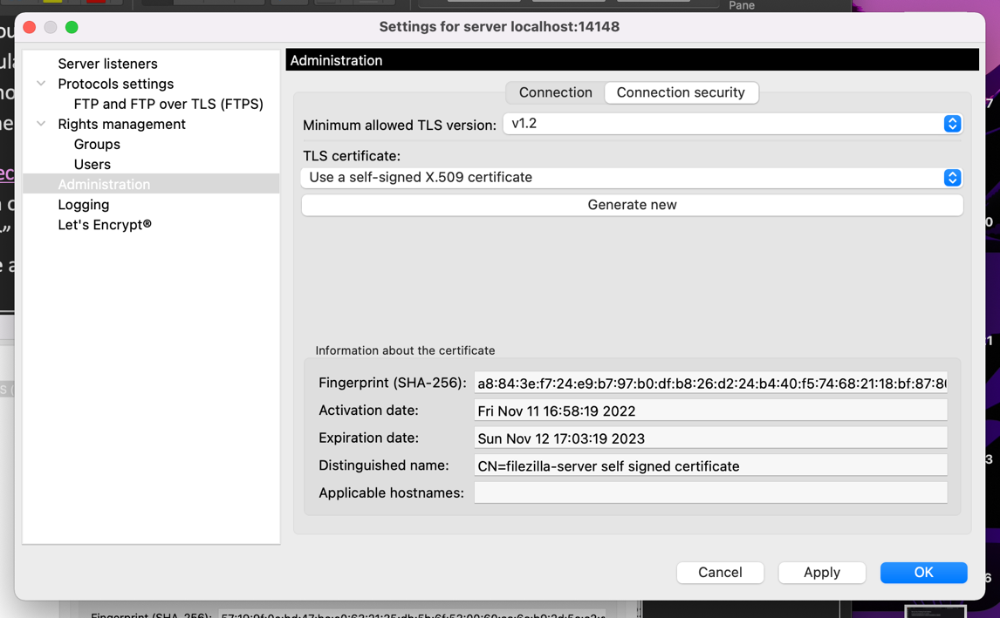 Pane
Settings for server localhost:14148
Server listeners
Protocols settings
FTP and FTP over TLS (FTPS)
Rights management
Groups
Users
Administration
Logging
Let's Encrypt®
Administration
Connection
Connection security
Minimum allowed TLS version:
v1.2
TLS certificate:
Use a self-signed X.509 certificate
Generate new
Information about the certificate
Fingerprint (SHA-256):
a8:84:3e:f7:24:e9:b7:97:b0:df:b8:26:d2:24:b4:40:f5:74:68:21:18:bf:87:80
Activation date:
Fri Nov 11 16:58:19 2022
Expiration date:
Sun Nov 12 17:03:19 2023
Distinguished name:
CN=filezilla-server self signed certificate
Applicable hostnames:
Cancel
Apply
OK
Fingerprint (SHA-256):